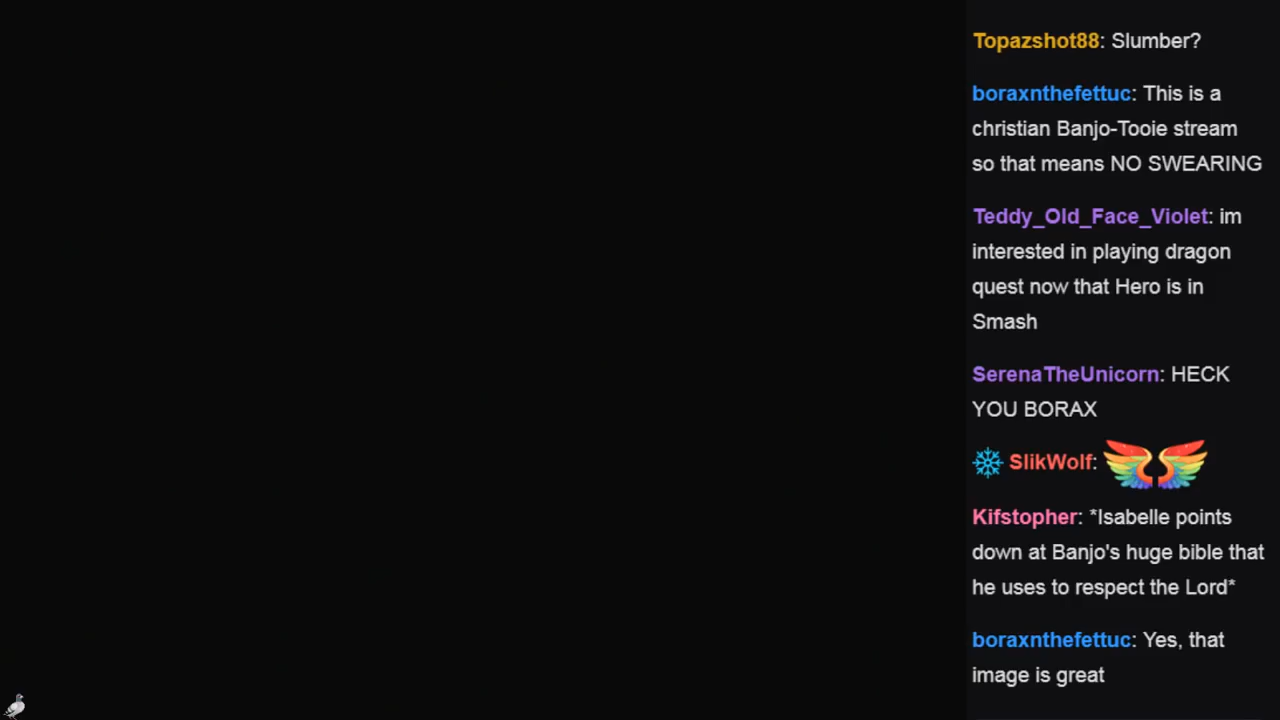 Topazshot88: Slumber?
boraxnthefettuc: This is a
christian Banjo-Tooie stream
so that means NO SWEARING
Teddy_Old_Face_Violet: im
interested in playing dragon
quest now that Hero is in
Smash
SerenaTheUnicorn: HECK
YOU BORAX
SlikWolf:
Kifstopher: *Isabelle points
down at Banjo's huge bible that
he uses to respect the Lord*
boraxnthefettuc: Yes, that
image is great